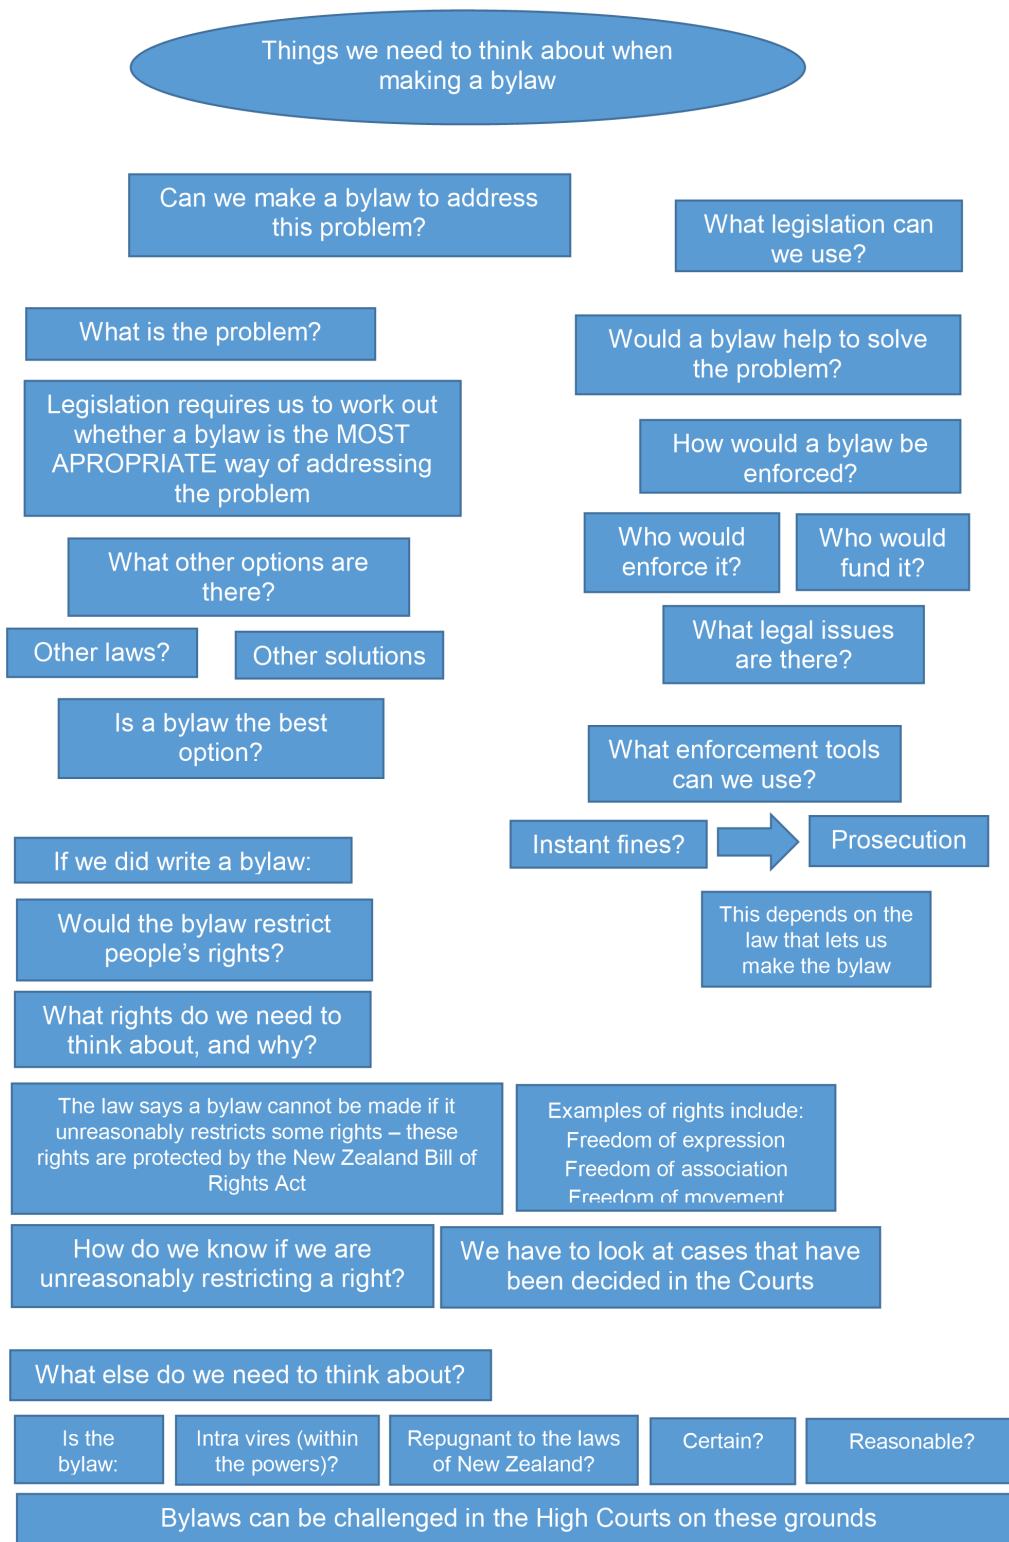 Things we need to think about when
making a bylaw
Can we make a bylaw to address
this problem?
What legislation can
we use?
What is the problem?
Would a bylaw help to solve
the problem?
Legislation requires us to work out
whether a bylaw is the MOST
APROPRIATE way of addressing
the problem
How would a bylaw be
enforced?
Who would
enforce it?
Who would
fund it?
What other options are
there?
What legal issues
are there?
Other laws?
Other solutions
Is a bylaw the best
option?
What enforcement tools
can we use?
Instant fines?
Prosecution
This depends on the
law that lets us
make the bylaw
If we did write a bylaw:
Would the bylaw restrict
people’s rights?
What rights do we need to
think about, and why?
The law says a bylaw cannot be made if it
unreasonably restricts some rights – these
rights are protected by the New Zealand Bill of
Rights Act
Examples of rights include:
Freedom of expression
Freedom of association
Freedom of movement
How do we know if we are
unreasonably restricting a right?
We have to look at cases that have
been decided in the Courts
What else do we need to think about?
Is the
bylaw:
Intra vires (within
the powers)?
Repugnant to the laws
of New Zealand?
Certain?
Reasonable?
Bylaws can be challenged in the High Courts on these grounds